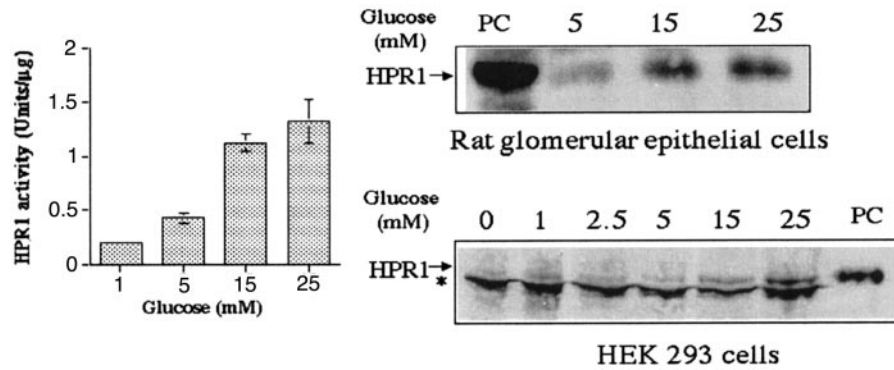 HPR1 activity (Units/µg)
2
1.5
1
0.5
0
1 5 15 25
Glucose (mM)
Glucose (mM) PC 5 15 25
HPR1→
Rat glomerular epithelial cells
Glucose (mM) 0 1 2.5 5 15 25 PC
HPR1→
*
HEK 293 cells